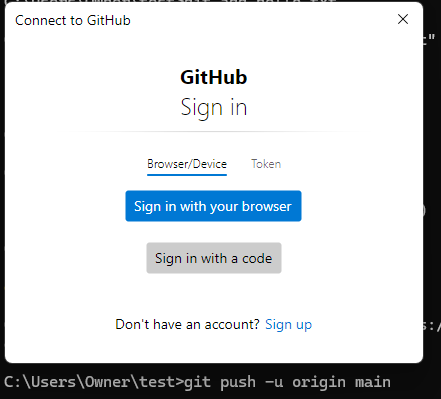 Connect to GitHub
GitHub
Sign in
Browser/Device Token
Sign in with your browser
Sign in with a code
Don't have an account? Sign up
C:\Users\Owner\test>git push -u origin main